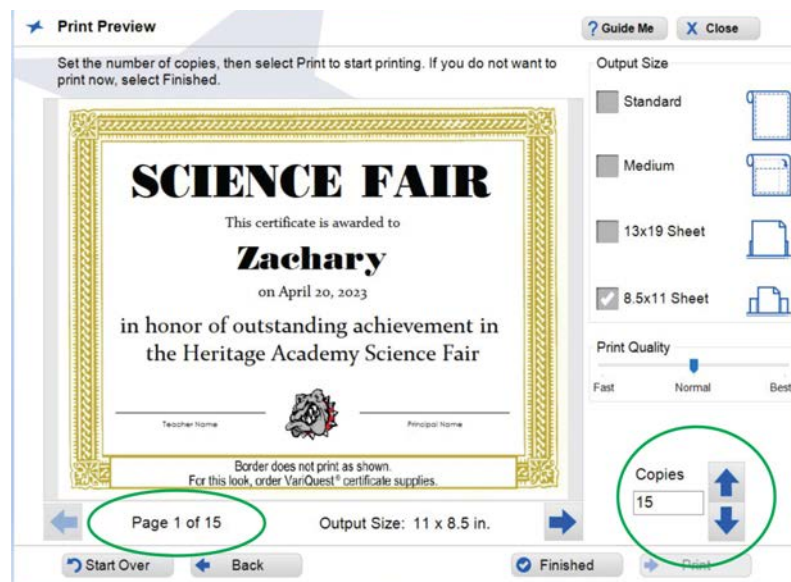 Print Preview
? Guide Me
X Close
Set the number of copies, then select Print to start printing. If you do not want to
print now, select Finished.
SCIENCE FAIR
This certificate is awarded to
Zachary
on April 20, 2023
in honor of outstanding achievement in
the Heritage Academy Science Fair
Teacher Name
Principal Name
Border does not print as shown.
For this look, order VariQuest® certificate supplies.
Page 1 of 15
Output Size: 11 x 8.5 in.
Output Size
Standard
Medium
13x19 Sheet
8.5x11 Sheet
Print Quality
Fast
Normal
Best
Copies
15
Start Over
Back
Finished
Print